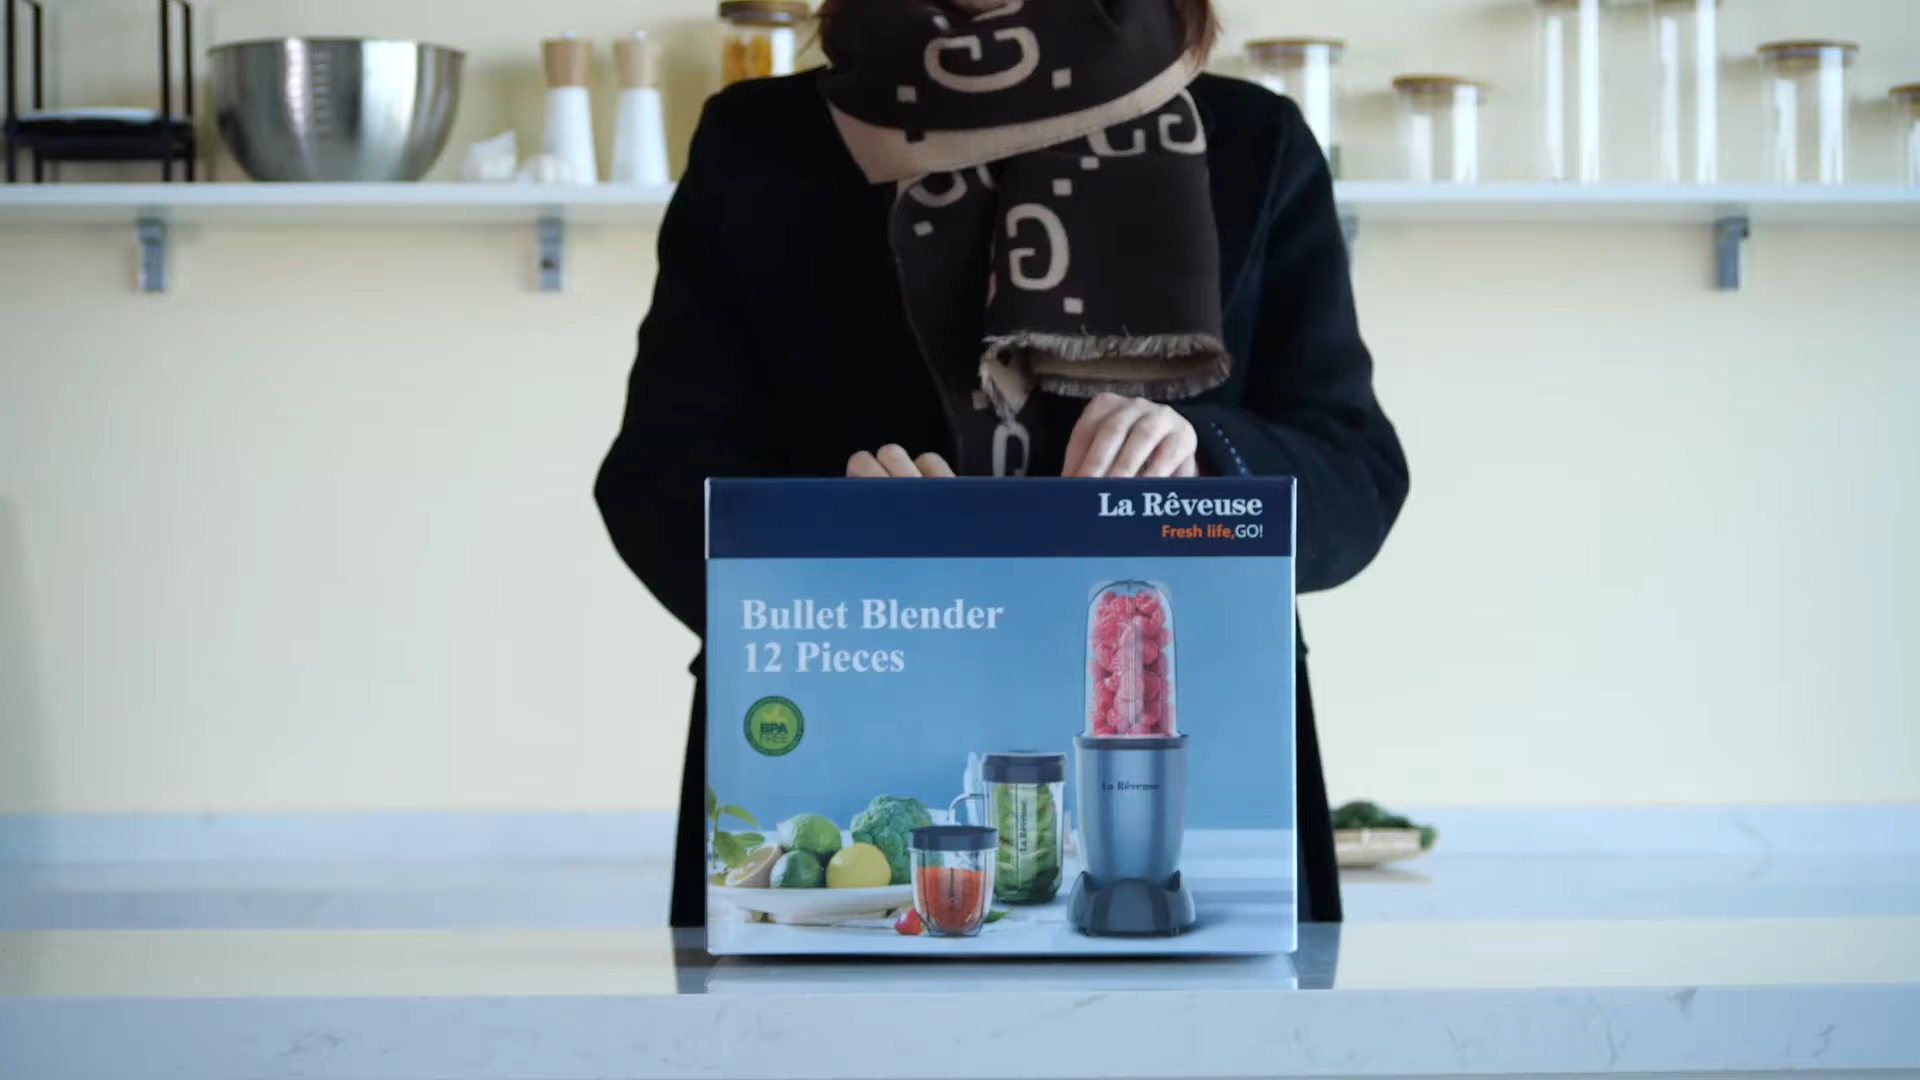 La Rêveuse
Fresh life,GO!
Bullet Blender
12 Pieces
BPA
La Rêveuse
La Rêveuse